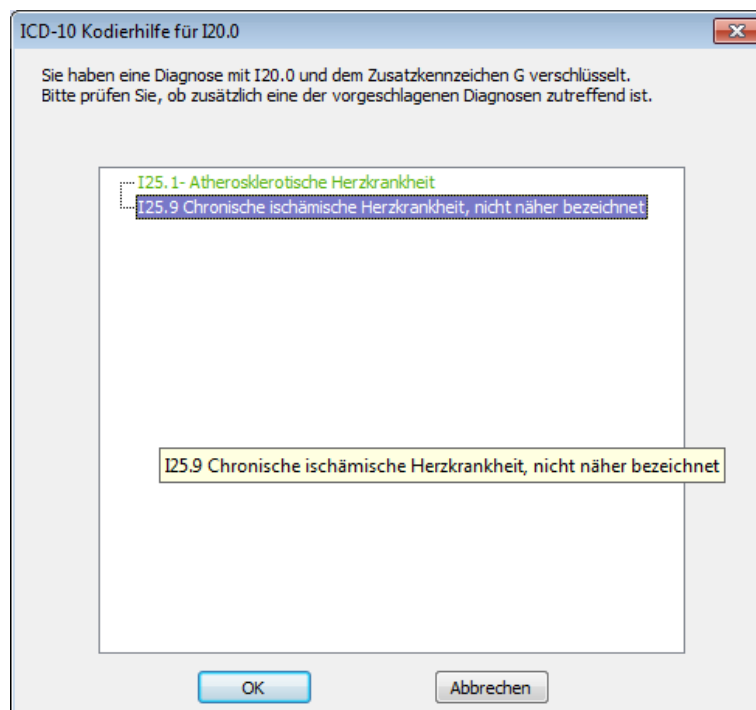 ICD-10 Kodierhilfe für I20.0
Sie haben eine Diagnose mit I20.0 und dem Zusatzkennzeichen G verschlüsselt.
Bitte prüfen Sie, ob zusätzlich eine der vorgeschlagenen Diagnosen zutreffend ist.
I25.1- Atherosklerotische Herzkrankheit
I25.9 Chronische ischämische Herzkrankheit, nicht näher bezeichnet
I25.9 Chronische ischämische Herzkrankheit, nicht näher bezeichnet
OK
Abbrechen